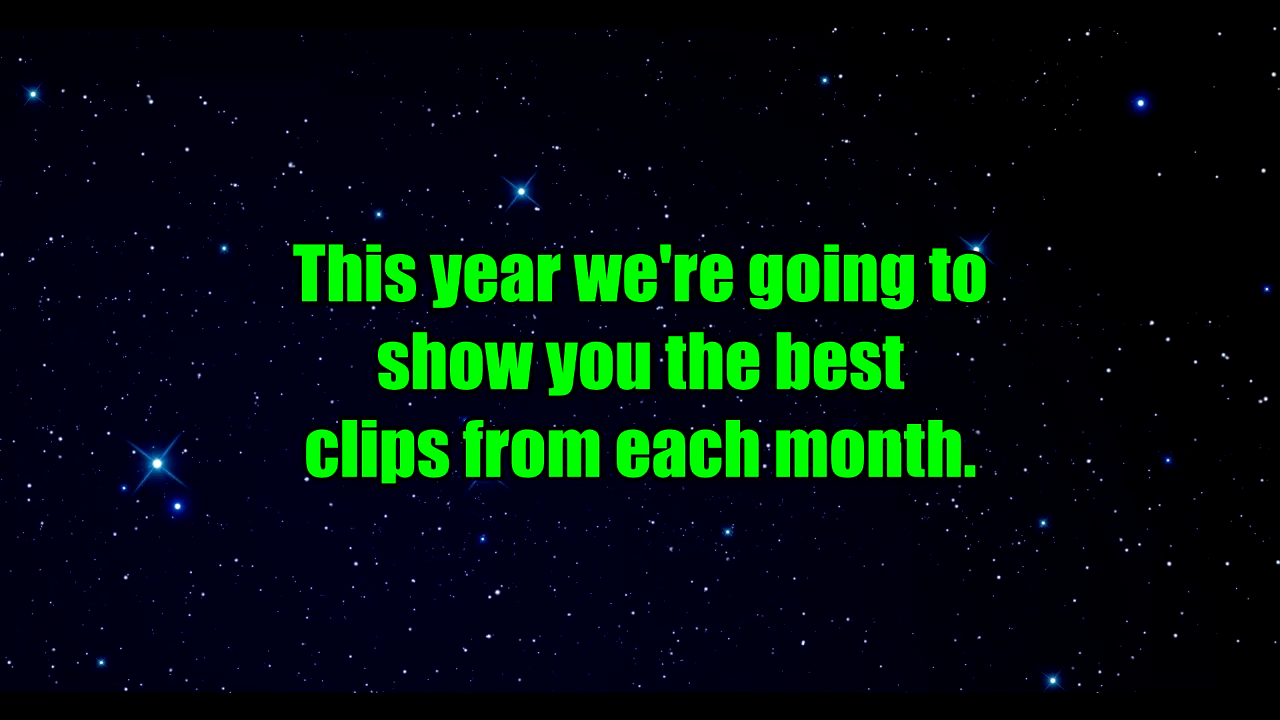 This year we're going to
show you the best
clips from each month.